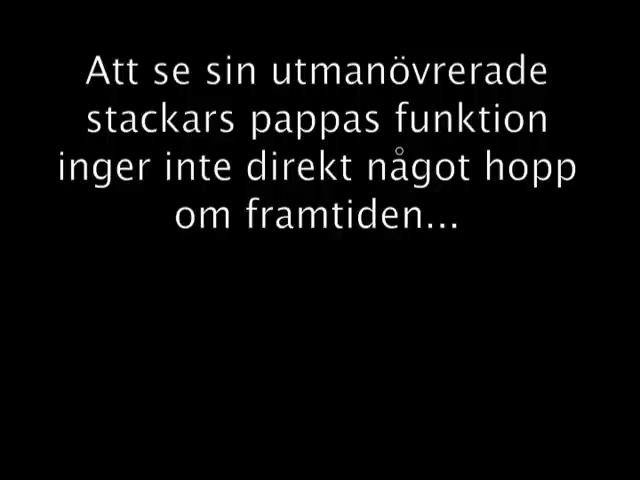 Att se sin utmanövrerade
stackars pappas funktion
inger inte direkt något hopp
om framtiden...